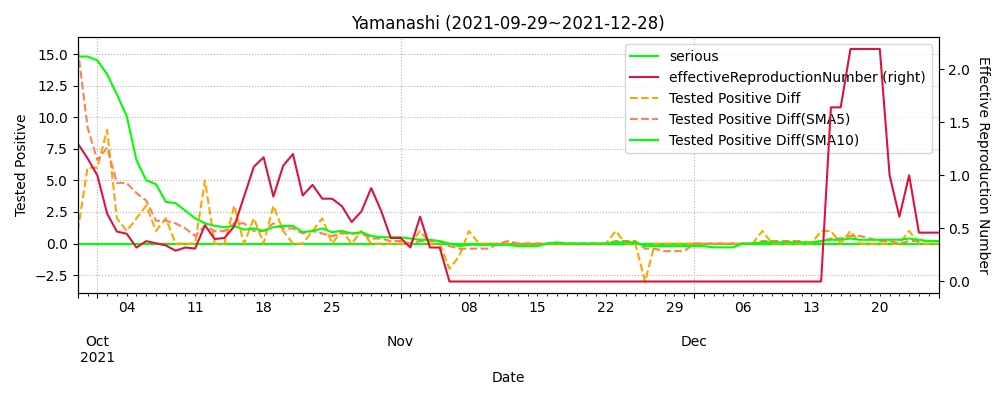 Yamanashi (2021-09-29~2021-12-28)
serious
effectiveReproductionNumber (right)
Tested Positive Diff
Tested Positive Diff(SMA5)
Tested Positive Diff(SMA10)
Tested Positive
15.0
12.5
10.0
7.5
5.0
2.5
0.0
−2.5
2.0
1.5
1.0
0.5
0.0
Effective Reproduction Number
04 11 18 25 08 15 22 29 06 13 20
Oct Nov Dec
2021
Date